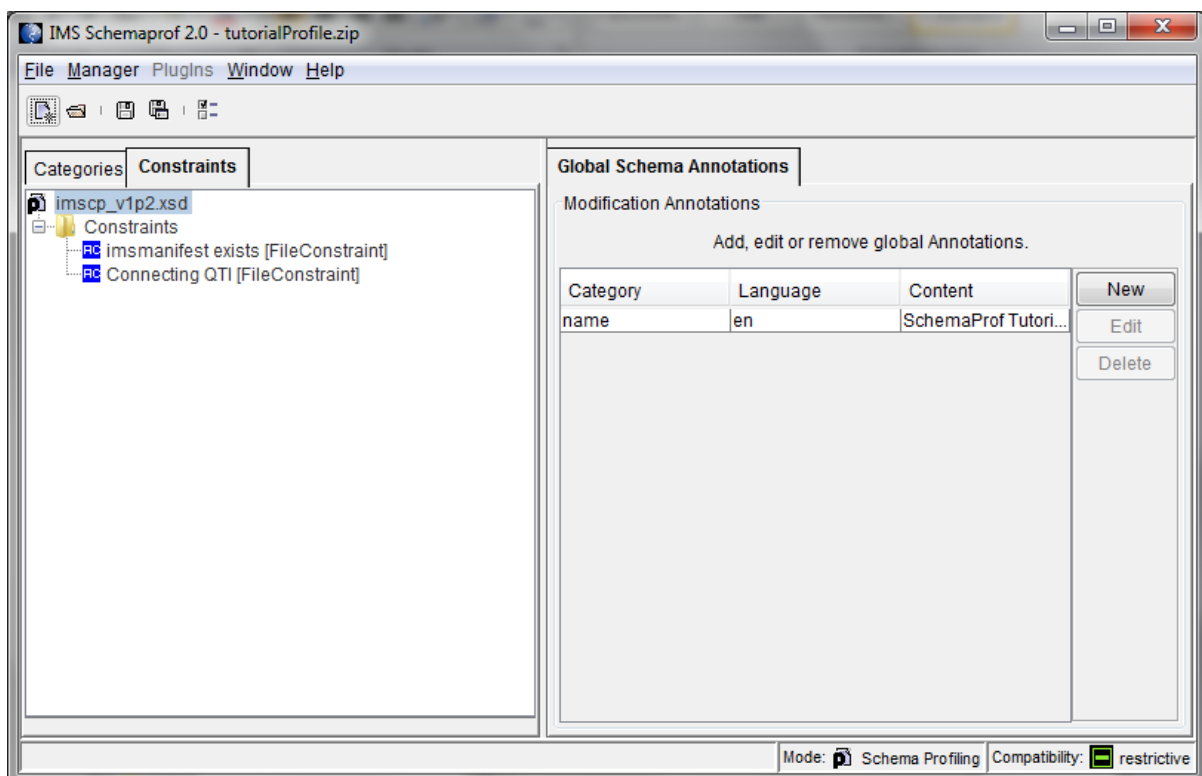 IMS Schemaprof 2.0 - tutorialProfile.zip
File Manager PlugIns Window Help
Categories Constraints
imscp_v1p2.xsd
Constraints
RC imsmanifest exists [FileConstraint]
RC Connecting QTI [FileConstraint]
Global Schema Annotations
Modification Annotations
Add, edit or remove global Annotations.
Category Language Content
name en SchemaProf Tutori...
New
Edit
Delete
Mode: Schema Profiling Compatibility: restrictive